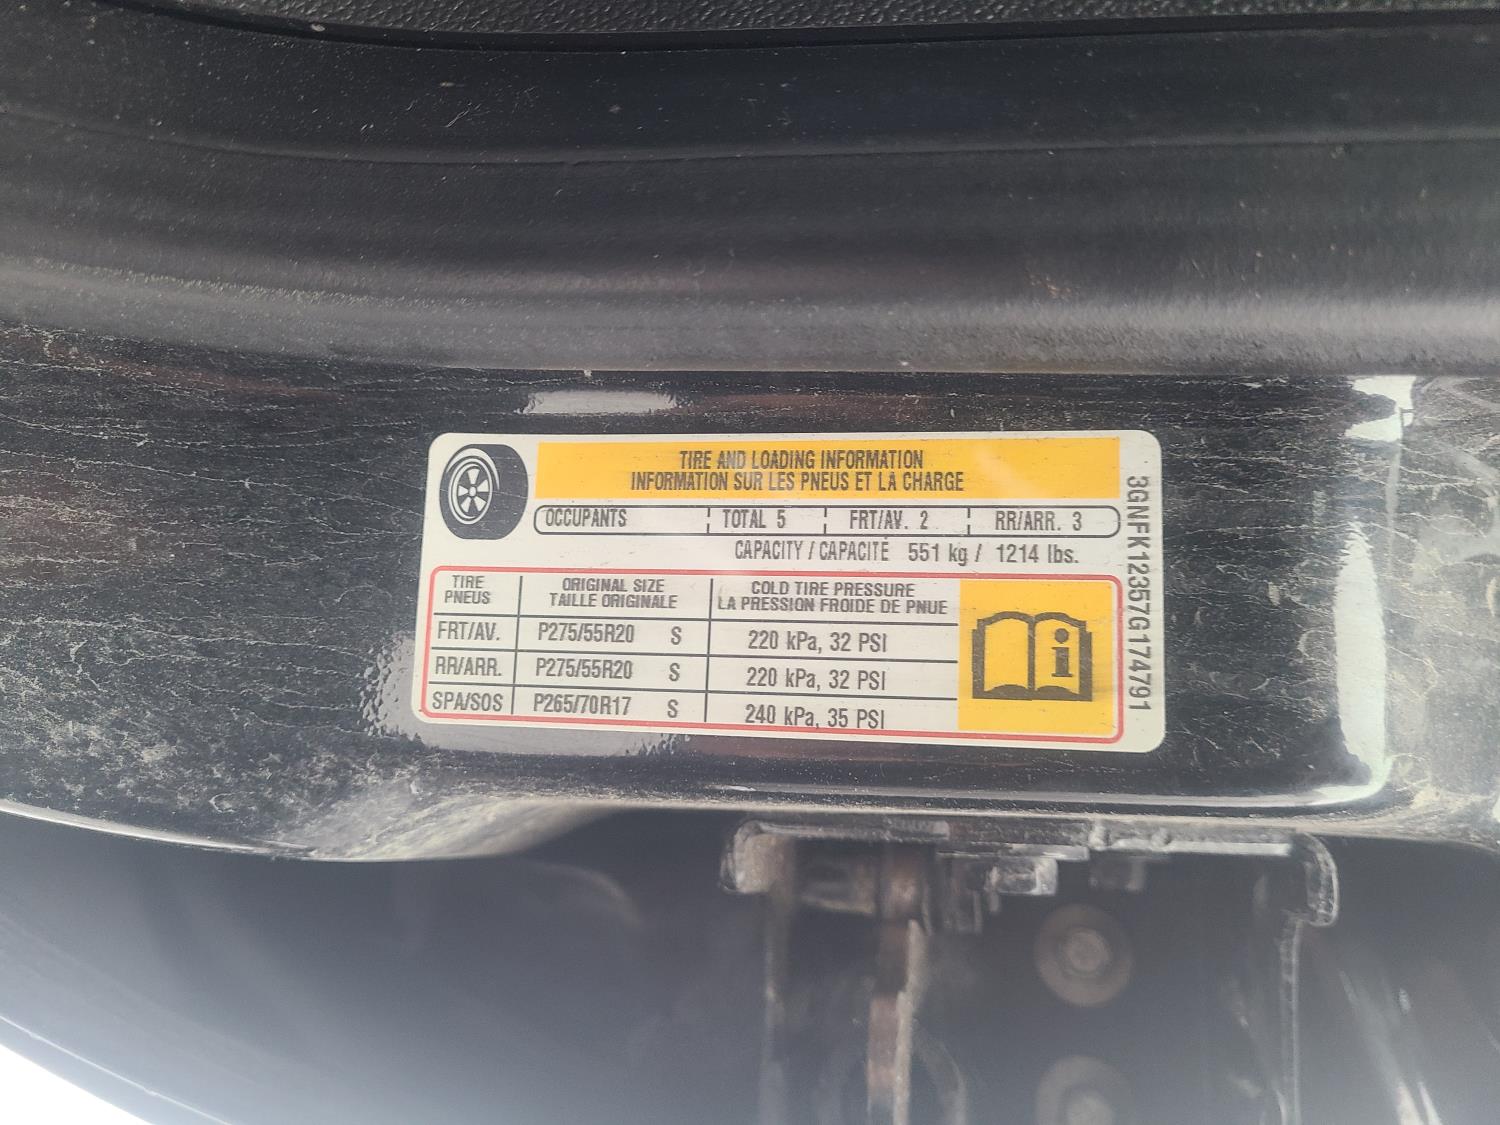 TIRE AND LOADING INFORMATION
INFORMATION SUR LES PNEUS ET LA CHARGE
OCCUPANTS TOTAL 5 FRT/AV. 2 RR/ARR. 3
CAPACITY / CAPACITÉ 551 kg / 1214 lbs.
TIRE PNEUS ORIGINAL SIZE TAILLE ORIGINALE COLD TIRE PRESSURE LA PRESSION FROIDE DE PNUE
FRT/AV. P275/55R20 S 220 kPa, 32 PSI
RR/ARR. P275/55R20 S 220 kPa, 32 PSI
SPA/SOS P265/70R17 S 240 kPa, 35 PSI
i
3GNFK12357G174791